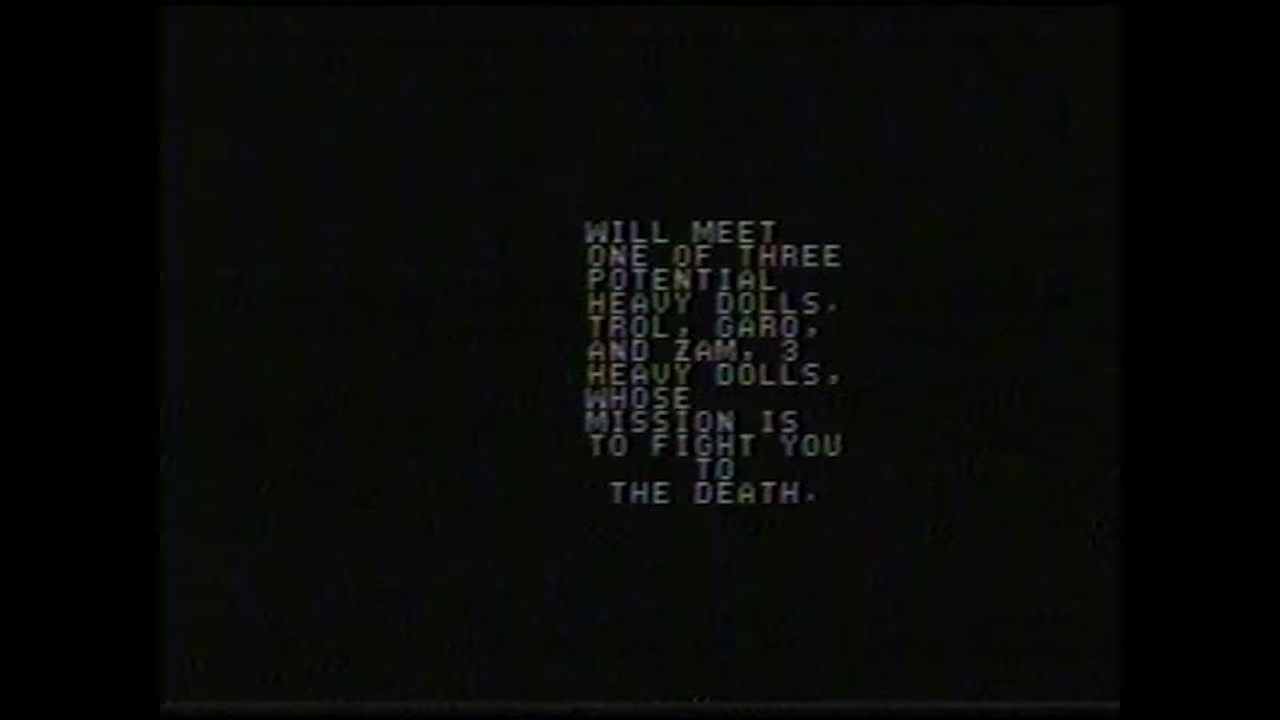 WILL MEET
ONE OF THREE
POTENTIAL
HEAVY DOLLS.
TROL, GARO,
AND ZAM. 3
HEAVY DOLLS,
WHOSE
MISSION IS
TO FIGHT YOU
TO
THE DEATH.